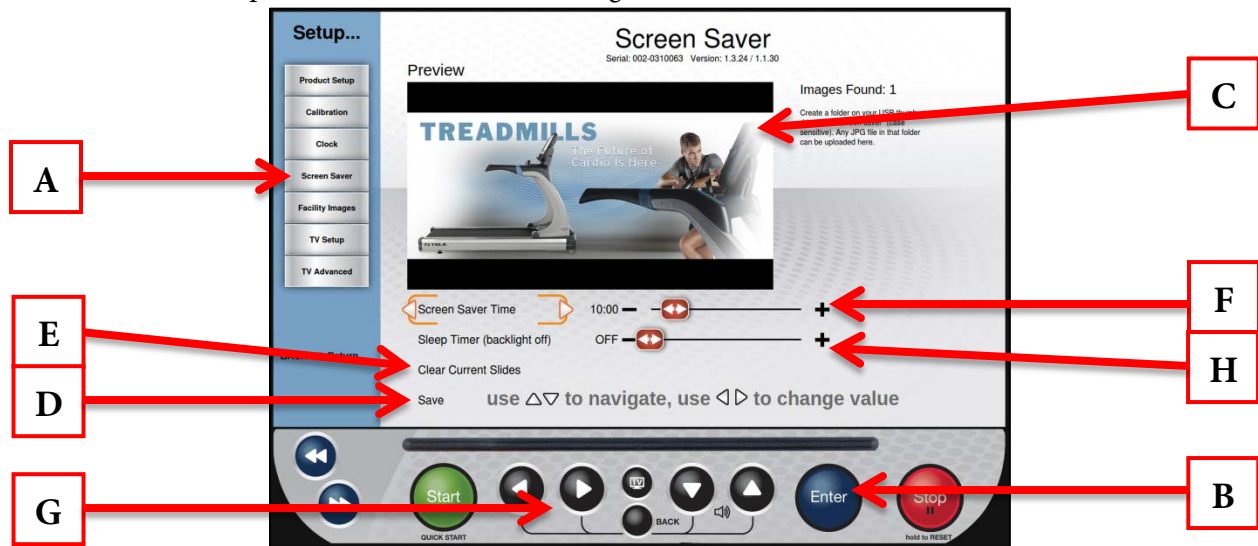 Setup...
Screen Saver
Serial: 002-0310063 Version: 1.3.24 / 1.1.30
Preview
Product Setup
Calibration
Clock
Screen Saver
Facility Images
TV Setup
TV Advanced
Images Found: 1
Create a folder on your USB
(case
sensitive). Any JPG file in that folder
can be uploaded here.
TREADMILLS
The Future of
Cardio Is Here
Screen Saver Time 10:00
Sleep Timer (backlight off) OFF
Return
Clear Current Slides
Save use △▽ to navigate, use ◁ ▷ to change value
Start
QUICK START
TV
BACK
Enter
Stop
hold to RESET
A
E
D
G
C
F
H
B